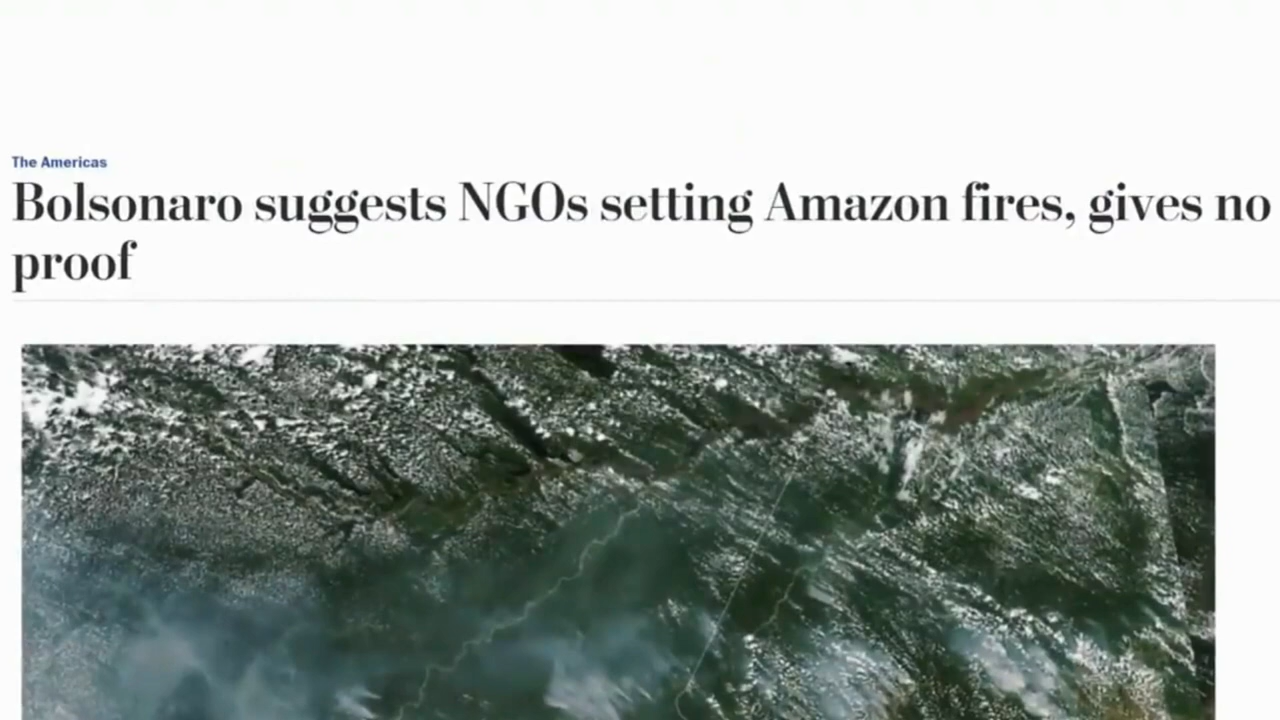 The Americas
Bolsonaro suggests NGOs setting Amazon fires, gives no
proof